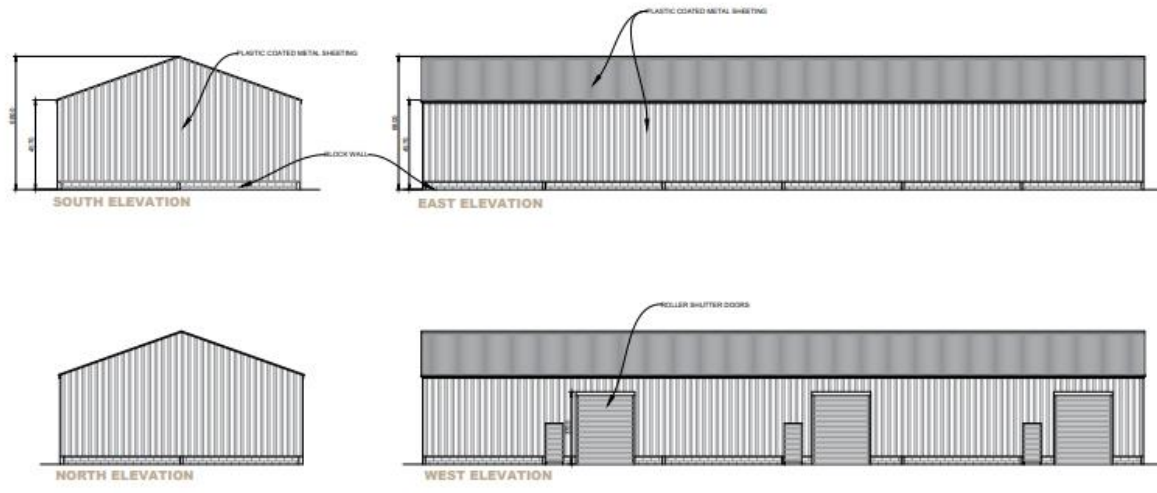 PLASTIC COATED METAL SHEETING
PLASTIC COATED METAL SHEETING
BLOCK WALL
SOUTH ELEVATION
EAST ELEVATION
ROLLER SHUTTER DOORS
NORTH ELEVATION
WEST ELEVATION